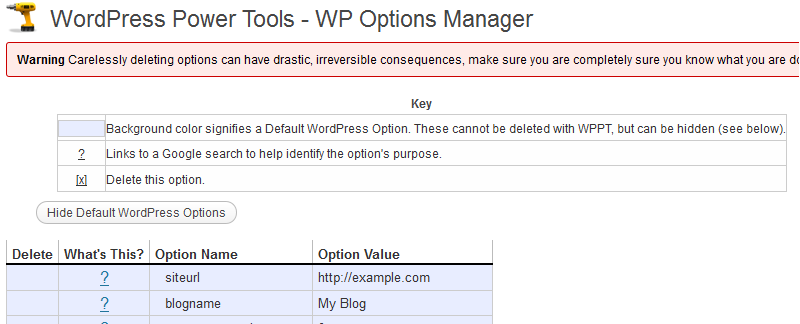 WordPress Power Tools - WP Options Manager
Warning Carelessly deleting options can have drastic, irreversible consequences, make sure you are completely sure you know what you are do
Key
Background color signifies a Default WordPress Option. These cannot be deleted with WPPT, but can be hidden (see below).
? Links to a Google search to help identify the option's purpose.
[x] Delete this option.
Hide Default WordPress Options
Delete What's This? Option Name Option Value
? siteurl http://example.com
? blogname My Blog